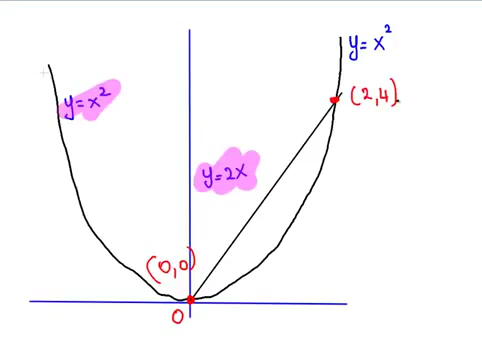 y=x²
y=x²
(2,4)
y=2x
(0,0)
0